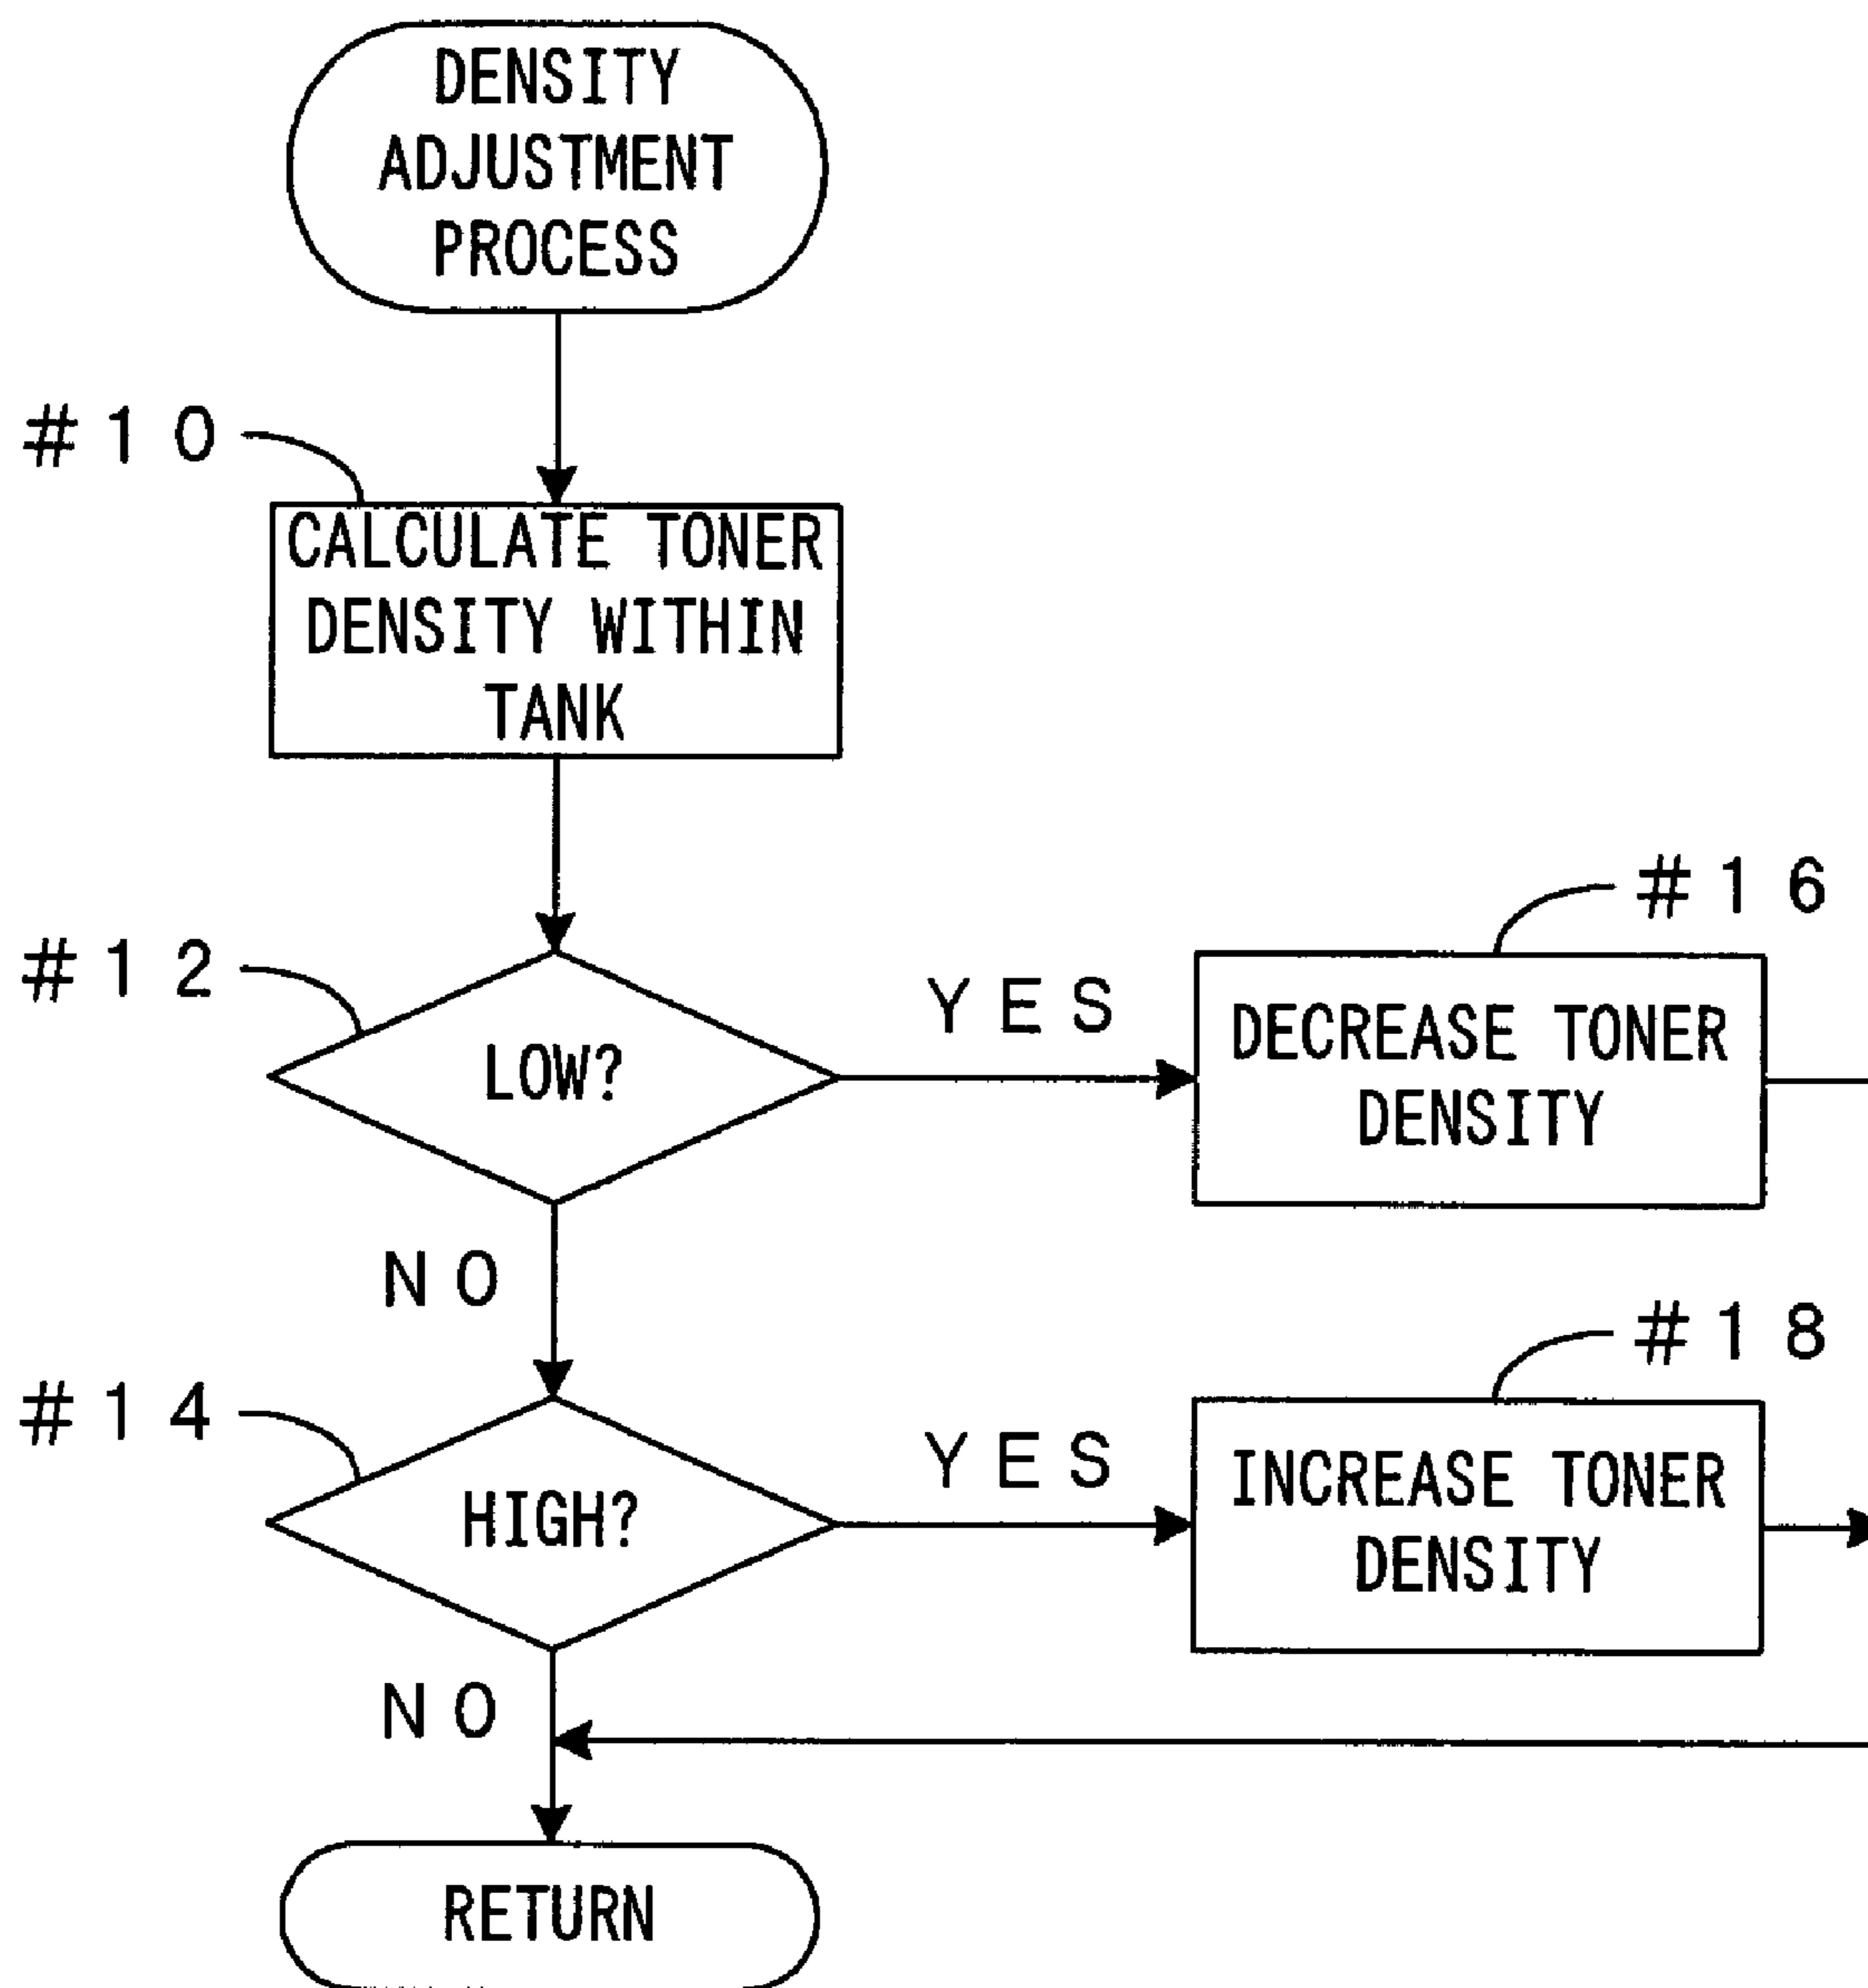 DENSITY
ADJUSTMENT
PROCESS
#10
CALCULATE TONER
DENSITY WITHIN
TANK
#12
LOW?
YES
#16
DECREASE TONER
DENSITY
NO
#14
HIGH?
YES
#18
INCREASE TONER
DENSITY
NO
RETURN